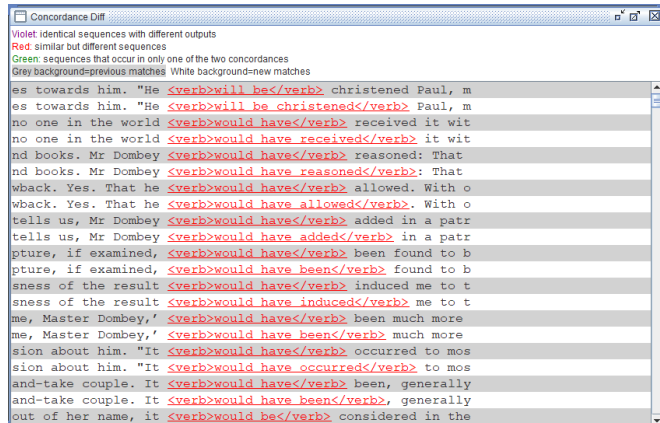 Concordance Diff
Violet: identical sequences with different outputs
Red: similar but different sequences
Green: sequences that occur in only one of the two concordances
Grey background=previous matches White background=new matches
es towards him. "He <verb>will be</verb> christened Paul, m
es towards him. "He <verb>will be christened</verb> Paul, m
no one in the world <verb>would have</verb> received it wit
no one in the world <verb>would have received</verb> it wit
nd books. Mr Dombey <verb>would have</verb> reasoned: That
nd books. Mr Dombey <verb>would have reasoned</verb>: That
wback. Yes. That he <verb>would have</verb> allowed. With o
wback. Yes. That he <verb>would have allowed</verb>. With o
tells us, Mr Dombey <verb>would have</verb> added in a patr
tells us, Mr Dombey <verb>would have added</verb> in a patr
pture, if examined, <verb>would have</verb> been found to b
pture, if examined, <verb>would have been</verb> found to b
sness of the result <verb>would have</verb> induced me to t
sness of the result <verb>would have induced</verb> me to t
me, Master Dombey,’ <verb>would have</verb> been much more
me, Master Dombey,’ <verb>would have been</verb> much more
sion about him. "It <verb>would have</verb> occurred to mos
sion about him. "It <verb>would have occurred</verb> to mos
and-take couple. It <verb>would have</verb> been, generally
and-take couple. It <verb>would have been</verb>, generally
out of her name, it <verb>would be</verb> considered in the